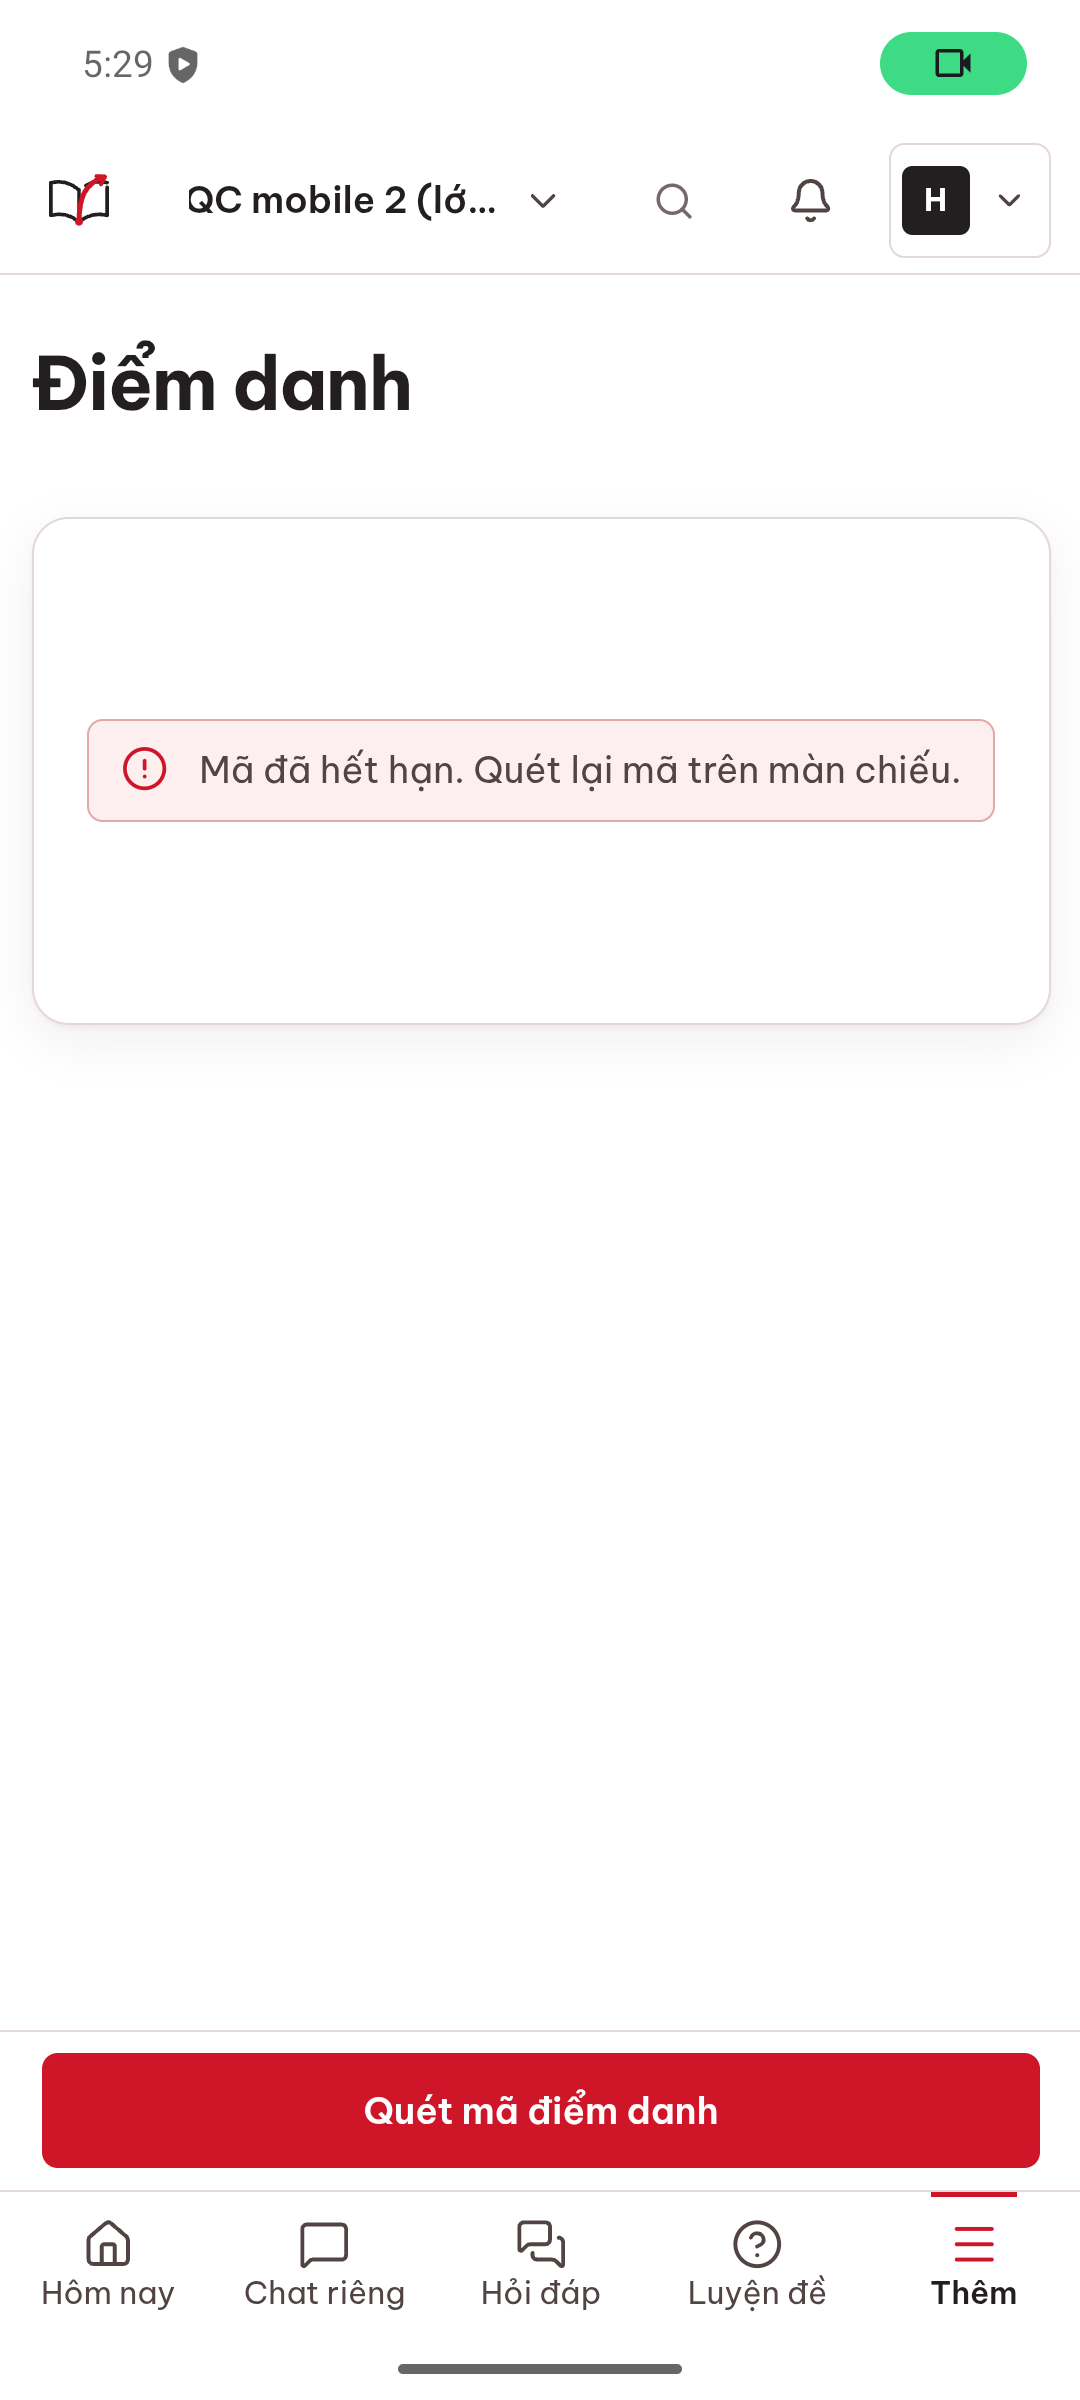 5:29
QC mobile 2 (lớ...
H
Điểm danh
Mã đã hết hạn. Quét lại mã trên màn chiếu.
Quét mã điểm danh
Hôm nay
Chat riêng
Hỏi đáp
Luyện đề
Thêm